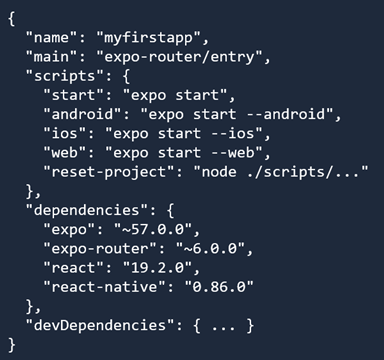 {
  "name": "myfirstapp",
  "main": "expo-router/entry",
  "scripts": {
    "start": "expo start",
    "android": "expo start --android",
    "ios": "expo start --ios",
    "web": "expo start --web",
    "reset-project": "node ./scripts/..."
  },
  "dependencies": {
    "expo": "~57.0.0",
    "expo-router": "~6.0.0",
    "react": "19.2.0",
    "react-native": "0.86.0"
  },
  "devDependencies": { ... }
}